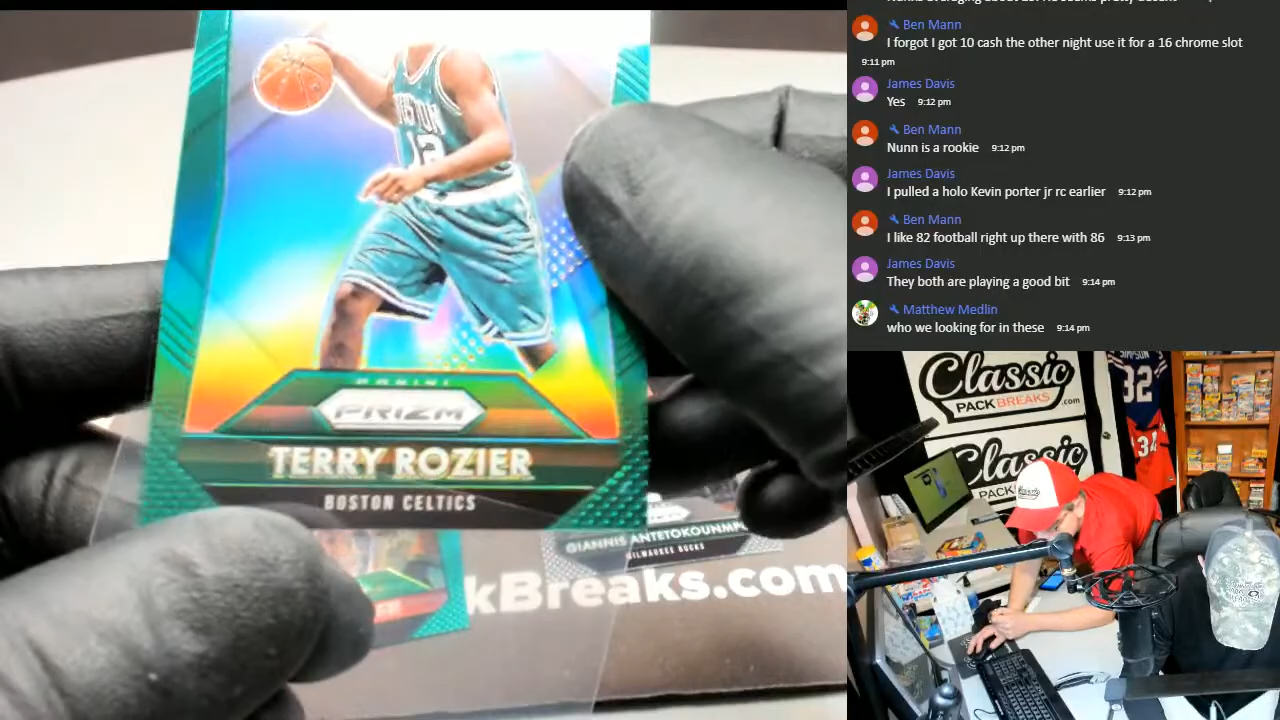 Ben Mann
I forgot I got 10 cash the other night use it for a 16 chrome slot
9:11 pm
James Davis
Yes 9:12 pm
Ben Mann
Nunn is a rookie 9:12 pm
James Davis
I pulled a holo Kevin porter jr rc earlier 9:12 pm
Ben Mann
I like 82 football right up there with 86 9:13 pm
James Davis
They both are playing a good bit 9:14 pm
Matthew Medlin
who we looking for in these 9:14 pm
12
PANINI
PRIZM
TERRY ROZIER
BOSTON CELTICS
GIANNIS
MILWAUKEE BUCKS
kBreaks.com
Classic
PACK BREAKS .com
Classic
PACK
SIMPSON
32
34
Classic